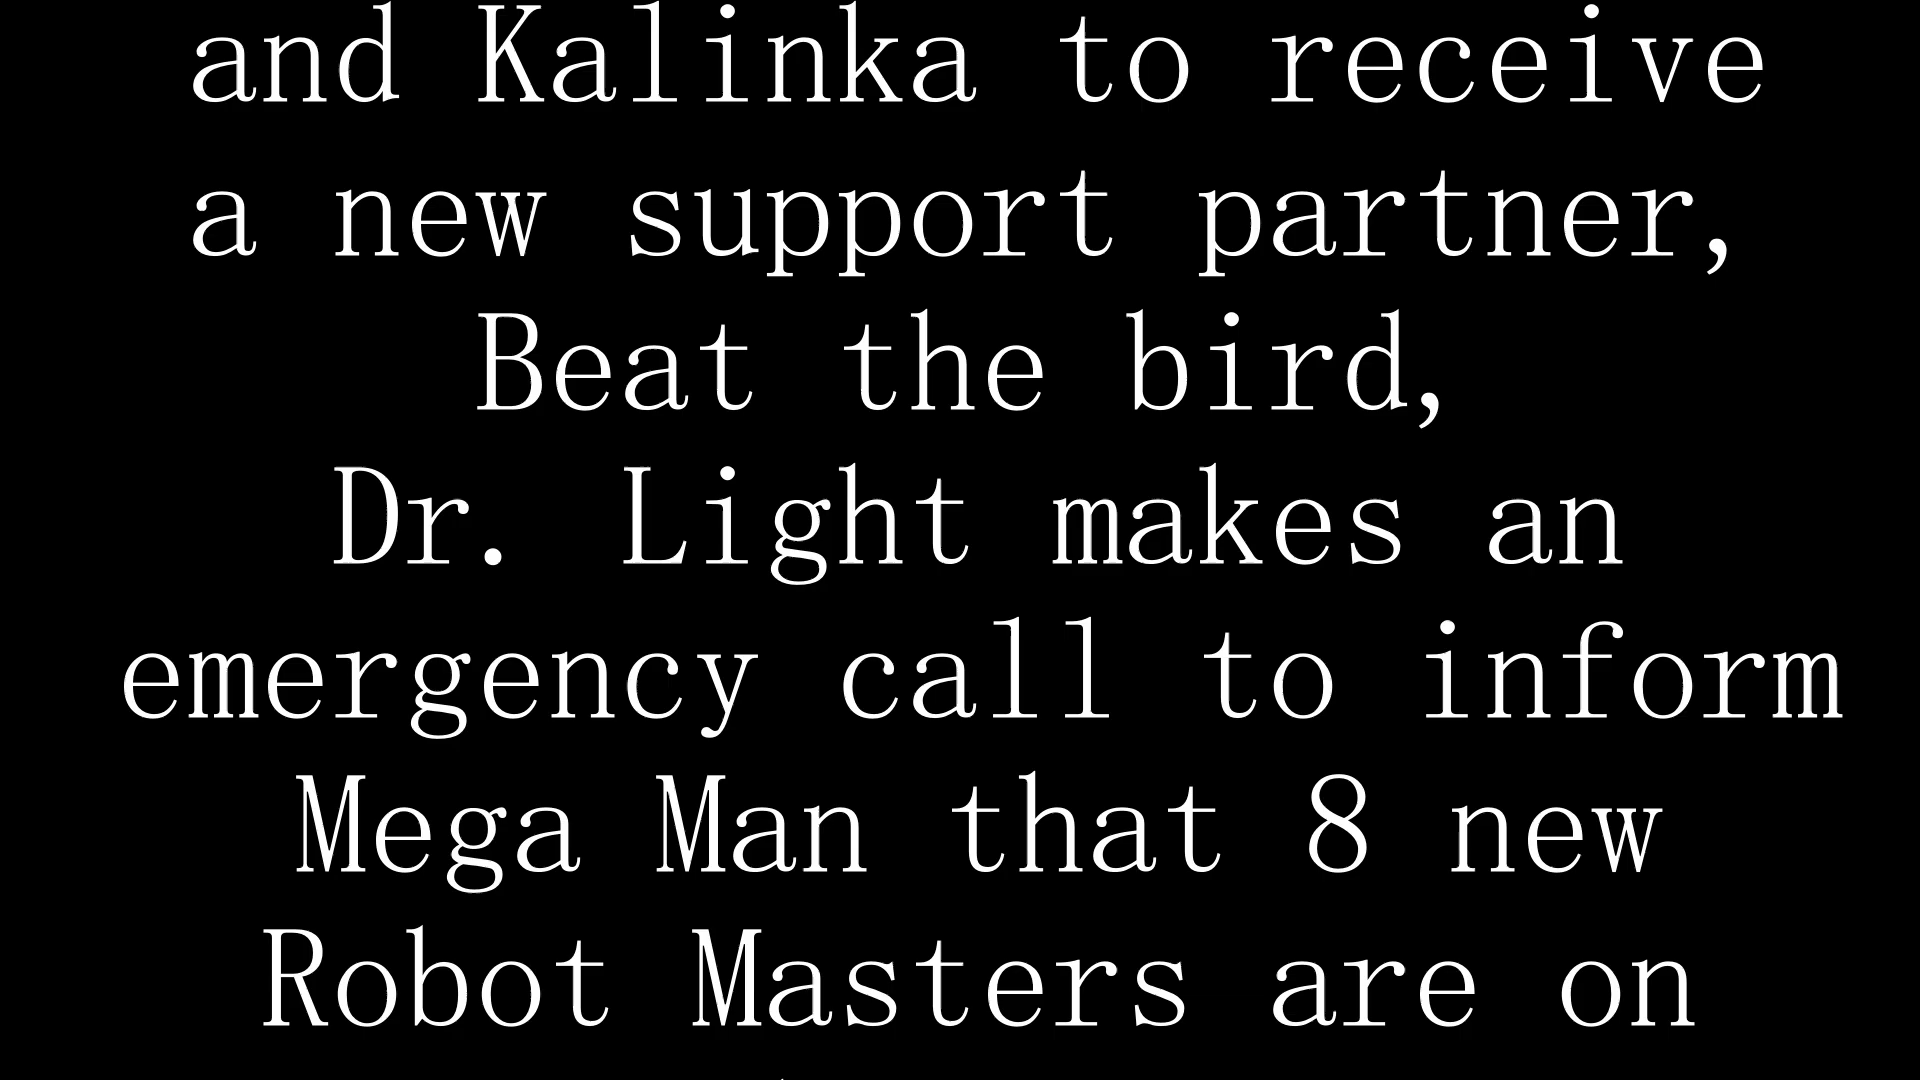 and Kalinka to receive
a new support partner,
Beat the bird,
Dr. Light makes an
emergency call to inform
Mega Man that 8 new
Robot Masters are on